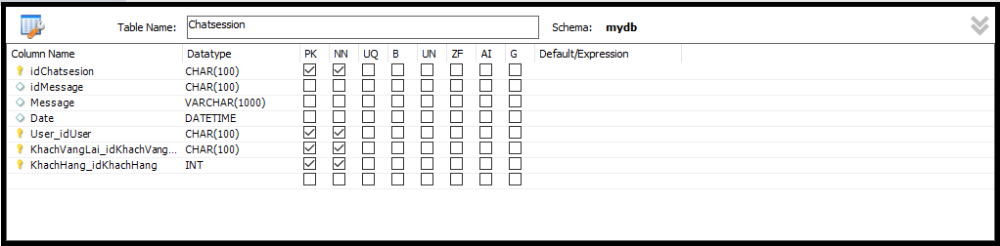 Table Name: Chatsession Schema: mydb
Column Name Datatype PK NN UQ B UN ZF AI G Default/Expression
idChatsesion CHAR(100)
idMessage CHAR(100)
Message VARCHAR(1000)
Date DATETIME
User_idUser CHAR(100)
KhachVangLai_idKhachVang... CHAR(100)
KhachHang_idKhachHang INT